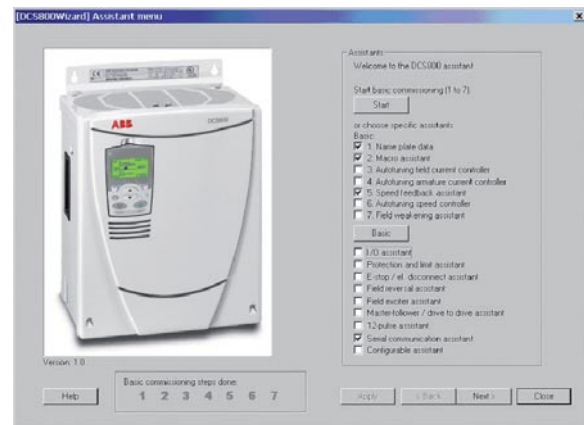 [DCS800Wizard] Assistant menu
ABB
DCS800
Version: 1.0
Help
Basic commissioning steps done:
1 2 3 4 5 6 7
Assistants
Welcome to the DCS800 assistant
Start basic commissioning (1 to 7)
Start
or choose specific assistants
Basic:
1. Name plate data
2. Macro assistant
3. Autotuning field current controller
4. Autotuning armature current controller
5. Speed feedback assistant
6. Autotuning speed controller
7. Field weakening assistant
Basic
I/O assistant
Protection and limit assistant
E-stop / el. disconnect assistant
Field reversal assistant
Field exciter assistant
Master-follower / drive to drive assistant
12-pulse assistant
Serial communication assistant
Configurable assistant
Apply
< Back
Next >
Close